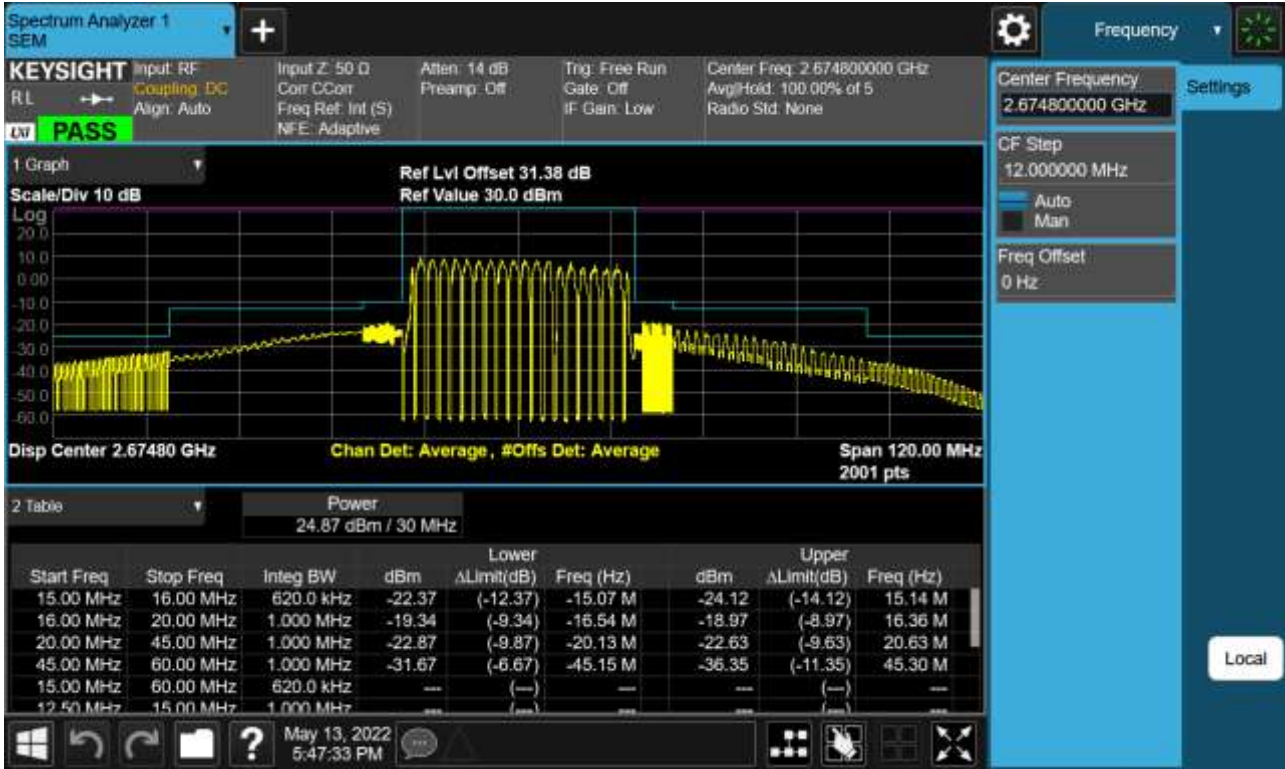 Spectrum Analyzer 1
SEM
+
Frequency
KEYSIGHT
RL
LXI
PASS
Input: RF
Coupling: DC
Align: Auto
Input Z: 50 Ω
Corr CCorr
Freq Ref: Int (S)
NFE: Adaptive
Atten: 14 dB
Preamp: Off
Trig: Free Run
Gate: Off
IF Gain: Low
Center Freq: 2.674800000 GHz
Avg|Hold: 100.00% of 5
Radio Std: None
Center Frequency
2.674800000 GHz
Settings
CF Step
12.000000 MHz
Auto
Man
Freq Offset
0 Hz
Local
1 Graph
Scale/Div 10 dB
Ref Lvl Offset 31.38 dB
Ref Value 30.0 dBm
Log
20.0
10.0
0.00
-10.0
-20.0
-30.0
-40.0
-50.0
-60.0
Disp Center 2.67480 GHz
Chan Det: Average, #Offs Det: Average
Span 120.00 MHz
2001 pts
2 Table
Power
24.87 dBm / 30 MHz
Lower Upper
Start Freq Stop Freq Integ BW dBm ΔLimit(dB) Freq (Hz) dBm ΔLimit(dB) Freq (Hz)
15.00 MHz 16.00 MHz 620.0 kHz -22.37 (-12.37) -15.07 M -24.12 (-14.12) 15.14 M
16.00 MHz 20.00 MHz 1.000 MHz -19.34 (-9.34) -16.54 M -18.97 (-8.97) 16.36 M
20.00 MHz 45.00 MHz 1.000 MHz -22.87 (-9.87) -20.13 M -22.63 (-9.63) 20.63 M
45.00 MHz 60.00 MHz 1.000 MHz -31.67 (-6.67) -45.15 M -36.35 (-11.35) 45.30 M
15.00 MHz 60.00 MHz 620.0 kHz --- (---) --- --- (---) ---
12.50 MHz 15.00 MHz 1.000 MHz --- (---) --- --- (---) ---
?
May 13, 2022
5:47:33 PM